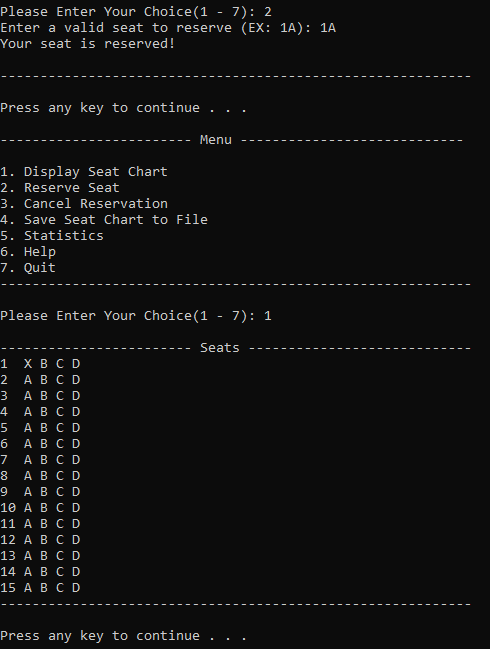 Please Enter Your Choice(1 - 7): 2
Enter a valid seat to reserve (EX: 1A): 1A
Your seat is reserved!
-----------------------------------------------------------
Press any key to continue . . .
------------------------ Menu ----------------------------
1. Display Seat Chart
2. Reserve Seat
3. Cancel Reservation
4. Save Seat Chart to File
5. Statistics
6. Help
7. Quit
-----------------------------------------------------------
Please Enter Your Choice(1 - 7): 1
------------------------ Seats ----------------------------
1  X B C D
2  A B C D
3  A B C D
4  A B C D
5  A B C D
6  A B C D
7  A B C D
8  A B C D
9  A B C D
10 A B C D
11 A B C D
12 A B C D
13 A B C D
14 A B C D
15 A B C D
-----------------------------------------------------------
Press any key to continue . . .